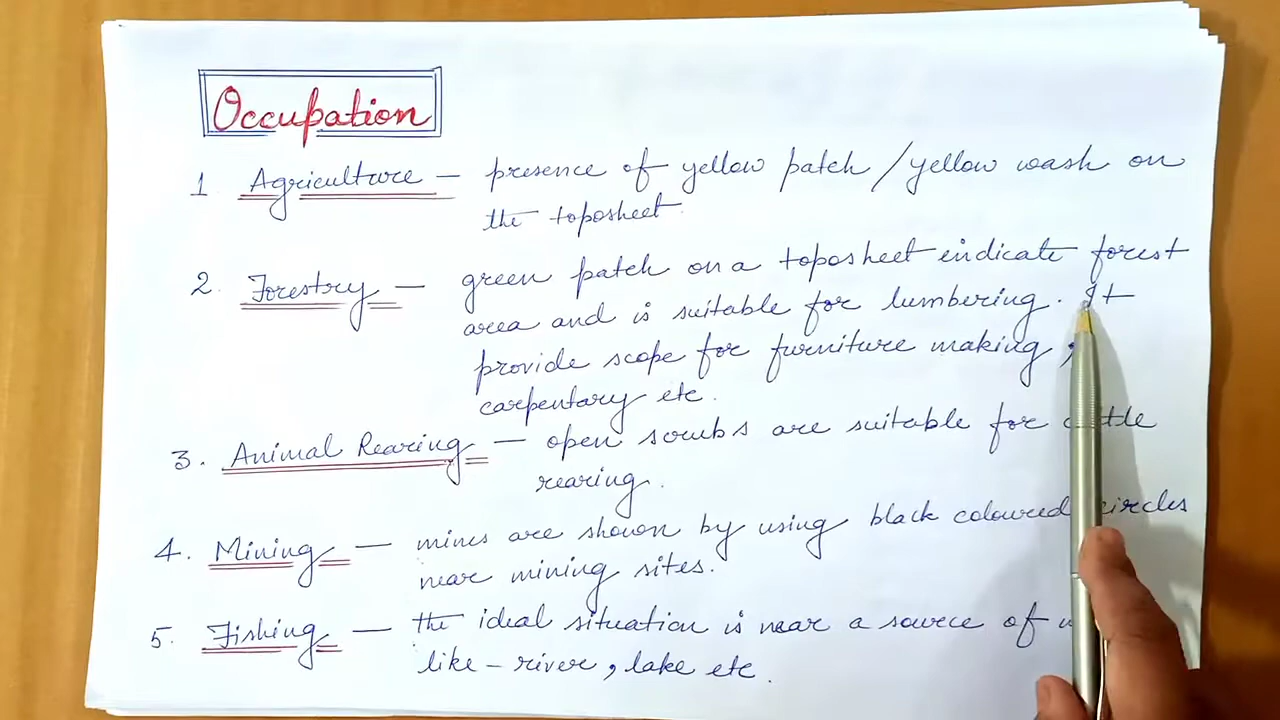 Occupation
1 Agriculture – presence of yellow patch / yellow wash on
the toposheet.
2. Forestry – green patch on a toposheet indicate forest
area and is suitable for lumbering. It
provide scope for furniture making,
carpentary etc.
3. Animal Rearing – open scrubs are suitable for cattle
rearing.
4. Mining – mines are shown by using black coloured circles
near mining sites.
5. Fishing – the ideal situation is near a source of
like – river, lake etc.